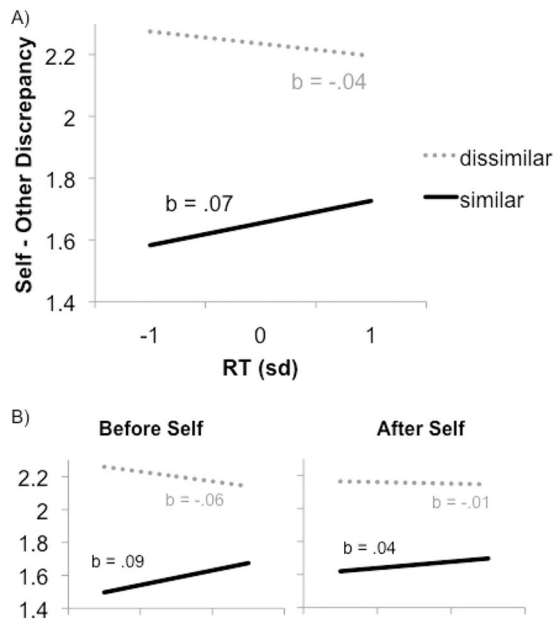 A)
Self - Other Discrepancy
2.2
2
1.8
1.6
1.4
b = -.04
b = .07
dissimilar
similar
-1 0 1
RT (sd)
B)
Before Self
After Self
2.2
2
1.8
1.6
1.4
b = -.06
b = .09
b = -.01
b = .04